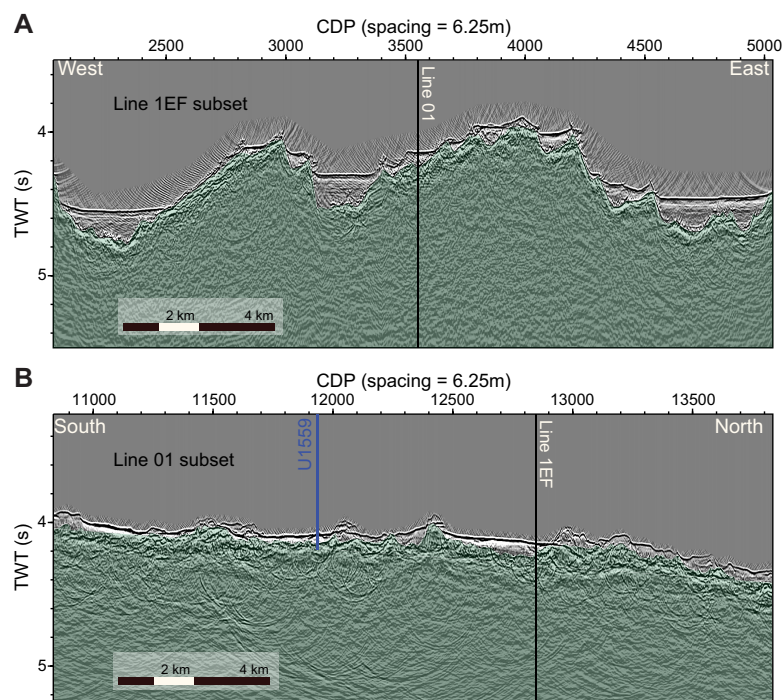 A
CDP (spacing = 6.25m)
2500 3000 3500 4000 4500 5000
West
East
Line 1EF subset
Line 01
4
TWT (s)
5
2 km 4 km
B
CDP (spacing = 6.25m)
11000 11500 12000 12500 13000 13500
South
North
U1559
Line 1EF
Line 01 subset
4
TWT (s)
5
2 km 4 km